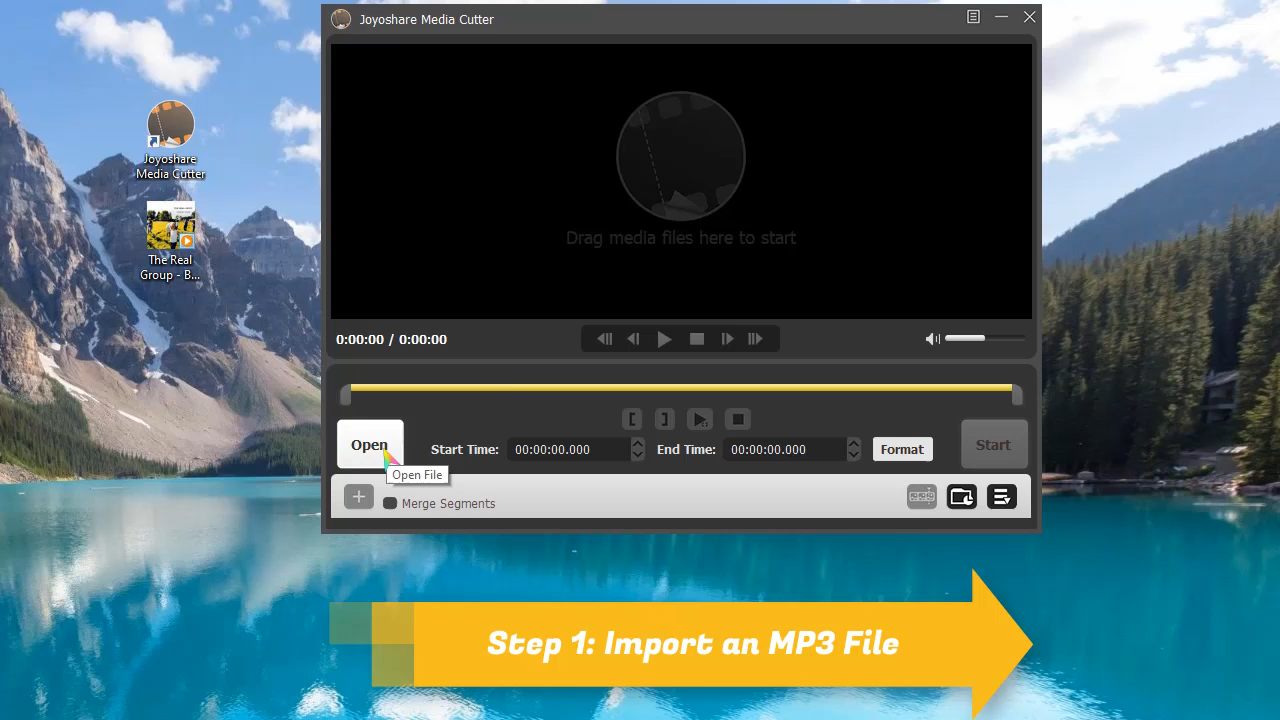 Joyoshare Media Cutter
Joyoshare
Media Cutter
The Real
Group - B...
Drag media files here to start
0:00:00 / 0:00:00
Open
Start Time:
00:00:00.000
End Time:
00:00:00.000
Format
Start
Open File
Merge Segments
Step 1: Import an MP3 File